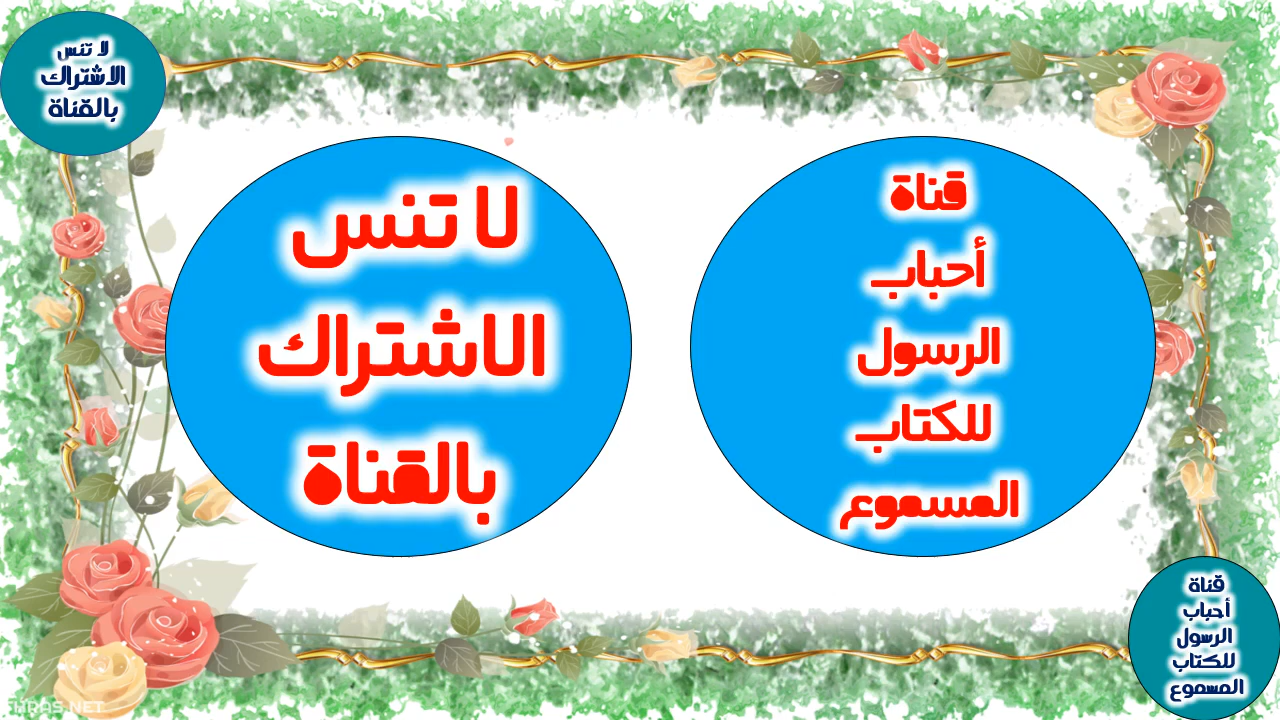 لا تنس
الاشتراك
بالقناة
قناة
أحباب
الرسول
للكتاب
المسموع
لا تنس
الاشتراك
بالقناة
قناة
أحباب
الرسول
للكتاب
المسموع